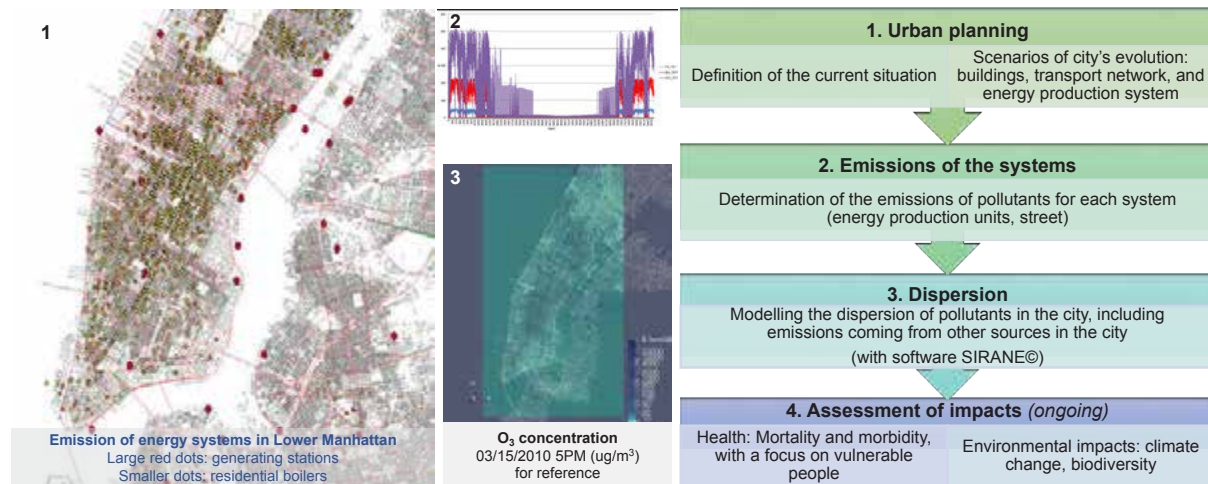 1
Emission of energy systems in Lower Manhattan
Large red dots: generating stations
Smaller dots: residential boilers
2
3
O₃ concentration
03/15/2010 5PM (ug/m³)
for reference
1. Urban planning
Definition of the current situation
Scenarios of city's evolution:
buildings, transport network, and
energy production system
2. Emissions of the systems
Determination of the emissions of pollutants for each system
(energy production units, street)
3. Dispersion
Modelling the dispersion of pollutants in the city, including
emissions coming from other sources in the city
(with software SIRANE©)
4. Assessment of impacts (ongoing)
Health: Mortality and morbidity,
with a focus on vulnerable
people
Environmental impacts: climate
change, biodiversity